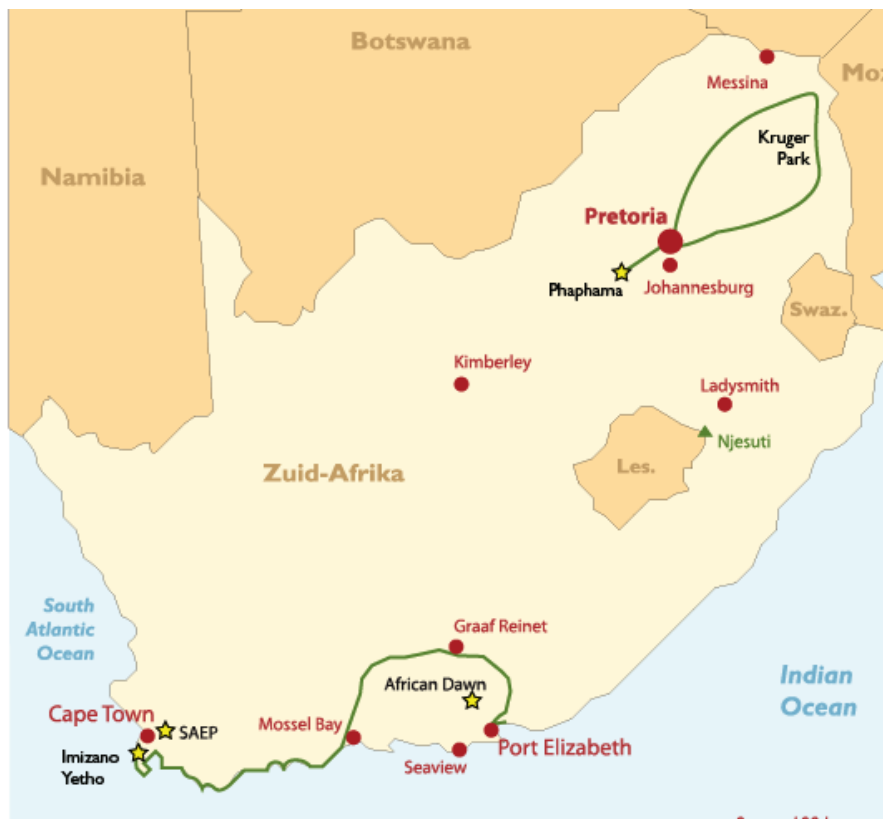 Botswana
Moz
Messina
Kruger
Park
Namibia
Pretoria
Phaphama
Johannesburg
Swaz.
Kimberley
Ladysmith
Njesuti
Les.
Zuid-Afrika
South
Atlantic
Ocean
Graaf Reinet
African Dawn
Indian
Ocean
Cape Town
SAEP
Mossel Bay
Port Elizabeth
Imizano
Yetho
Seaview